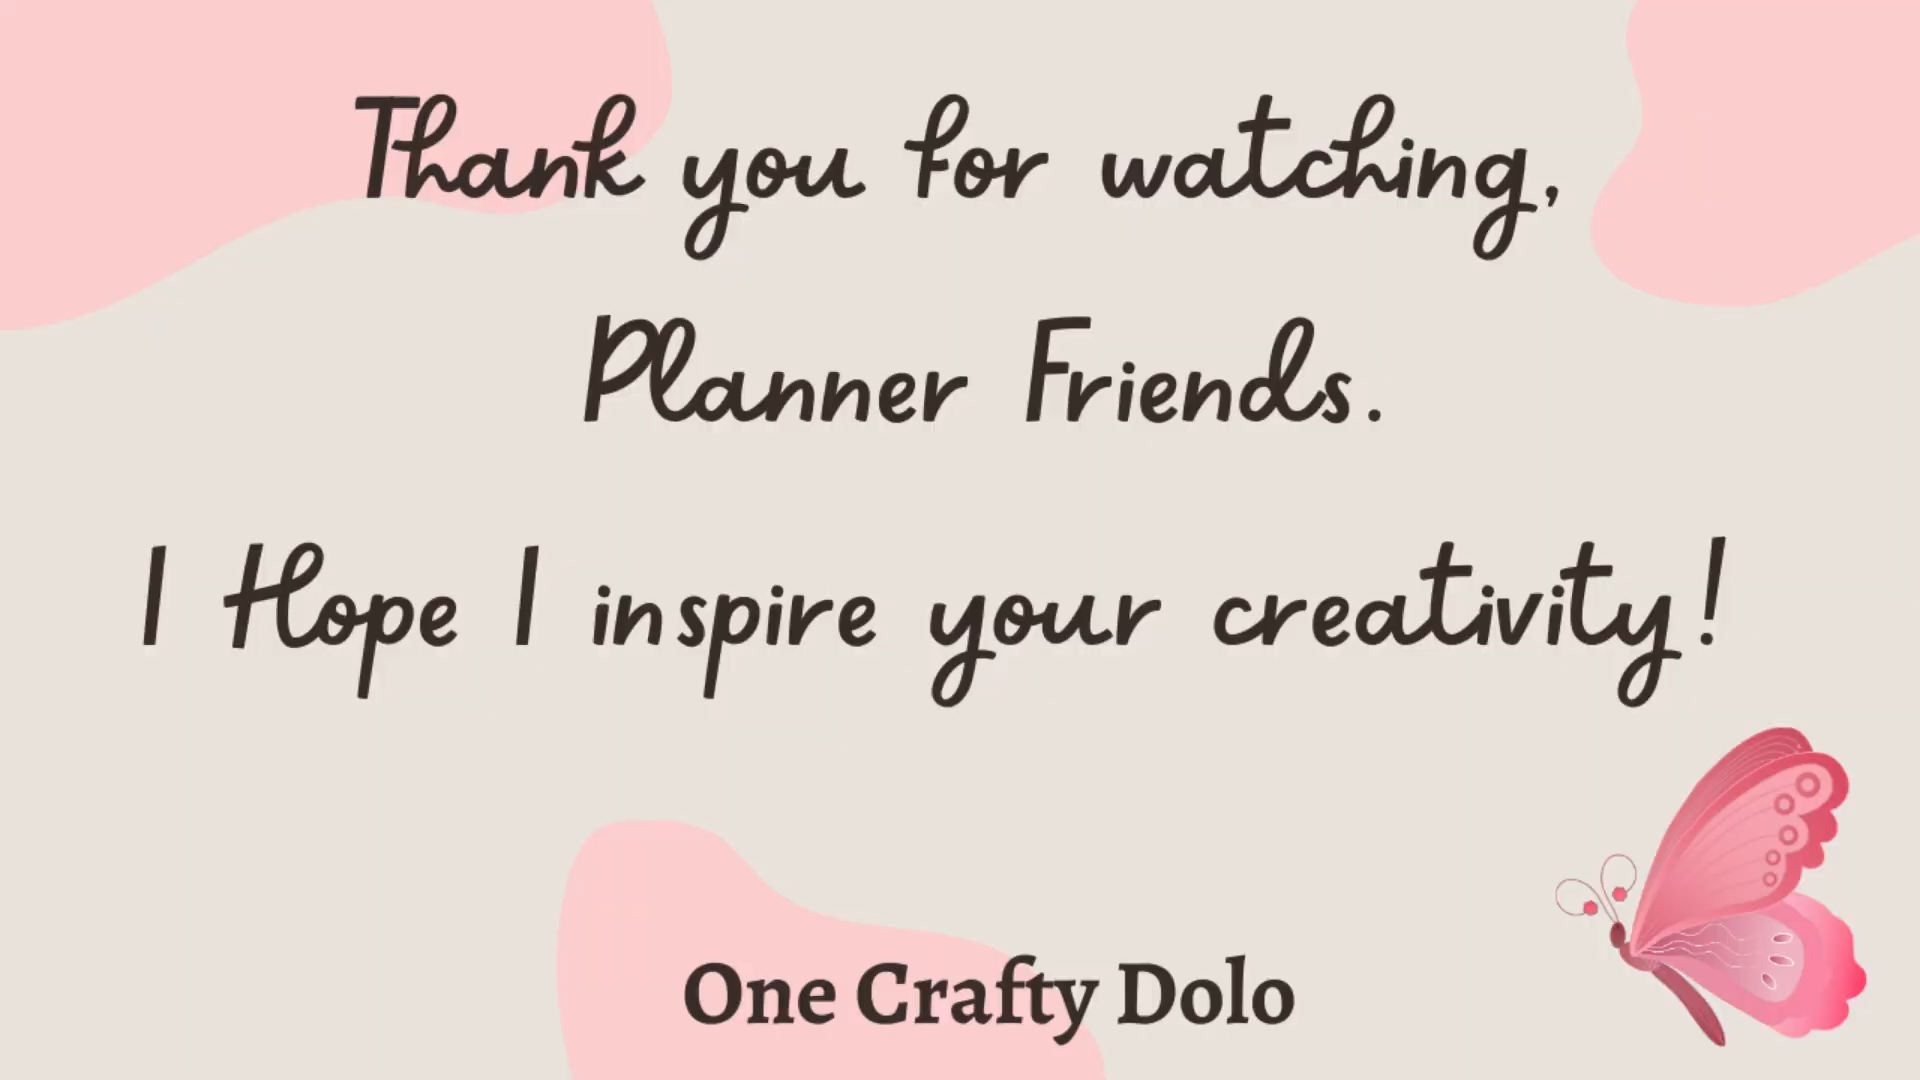 Thank you for watching,
Planner Friends.
I Hope I inspire your creativity!
One Crafty Dolo